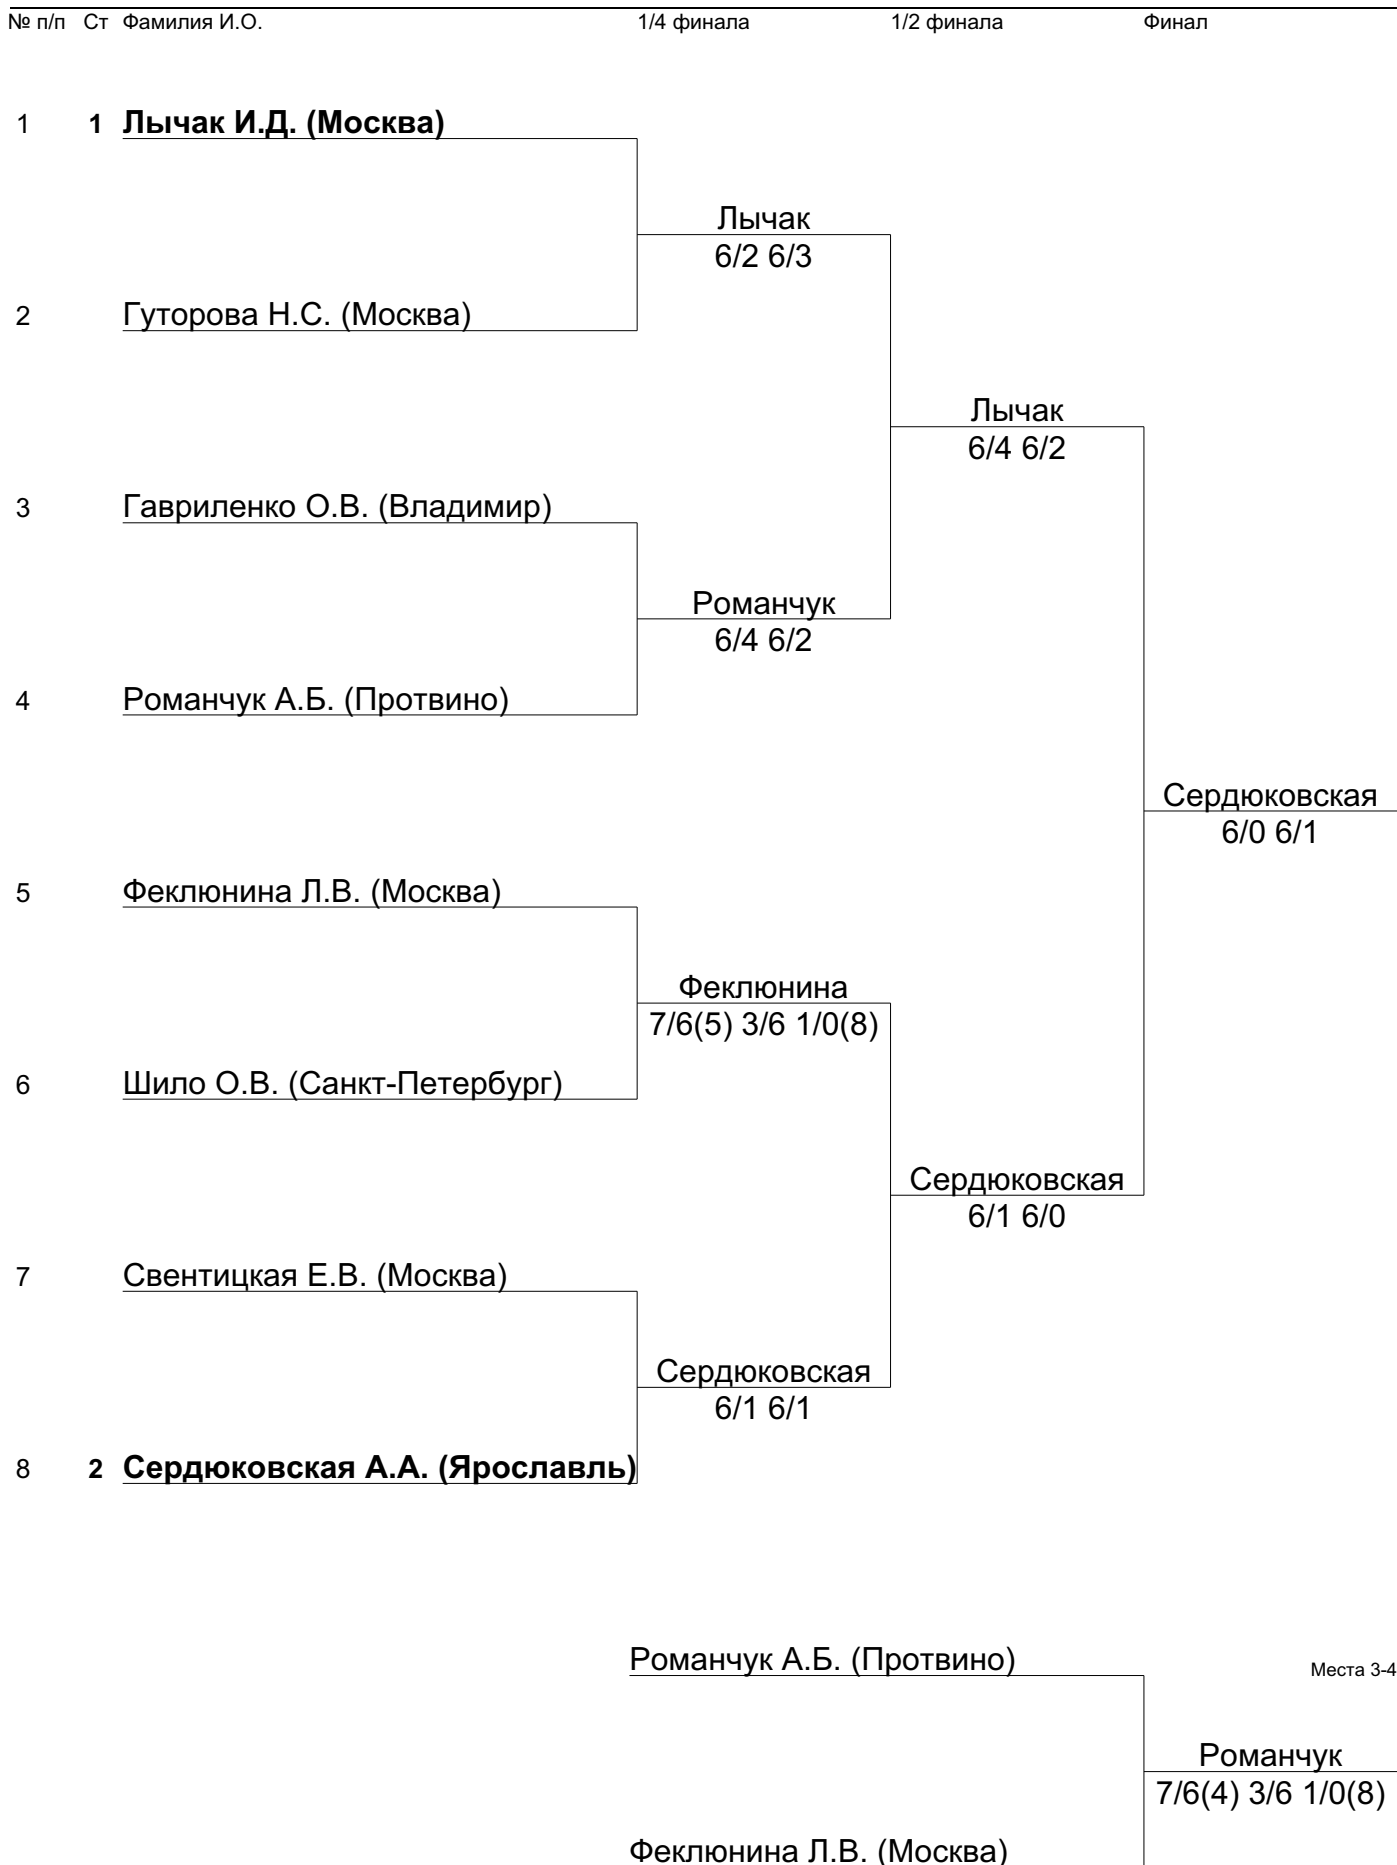 № п/п Ст Фамилия И.О. 1/4 финала 1/2 финала Финал
1 1 Лычак И.Д. (Москва)
Лычак
6/2 6/3
2 Гуторова Н.С. (Москва)
Лычак
6/4 6/2
3 Гавриленко О.В. (Владимир)
Романчук
6/4 6/2
4 Романчук А.Б. (Протвино)
Сердюковская
6/0 6/1
5 Феклюнина Л.В. (Москва)
Феклюнина
7/6(5) 3/6 1/0(8)
6 Шило О.В. (Санкт-Петербург)
Сердюковская
6/1 6/0
7 Свентицкая Е.В. (Москва)
Сердюковская
6/1 6/1
8 2 Сердюковская А.А. (Ярославль)
Романчук А.Б. (Протвино) Места 3-4
Романчук
7/6(4) 3/6 1/0(8)
Феклюнина Л.В. (Москва)